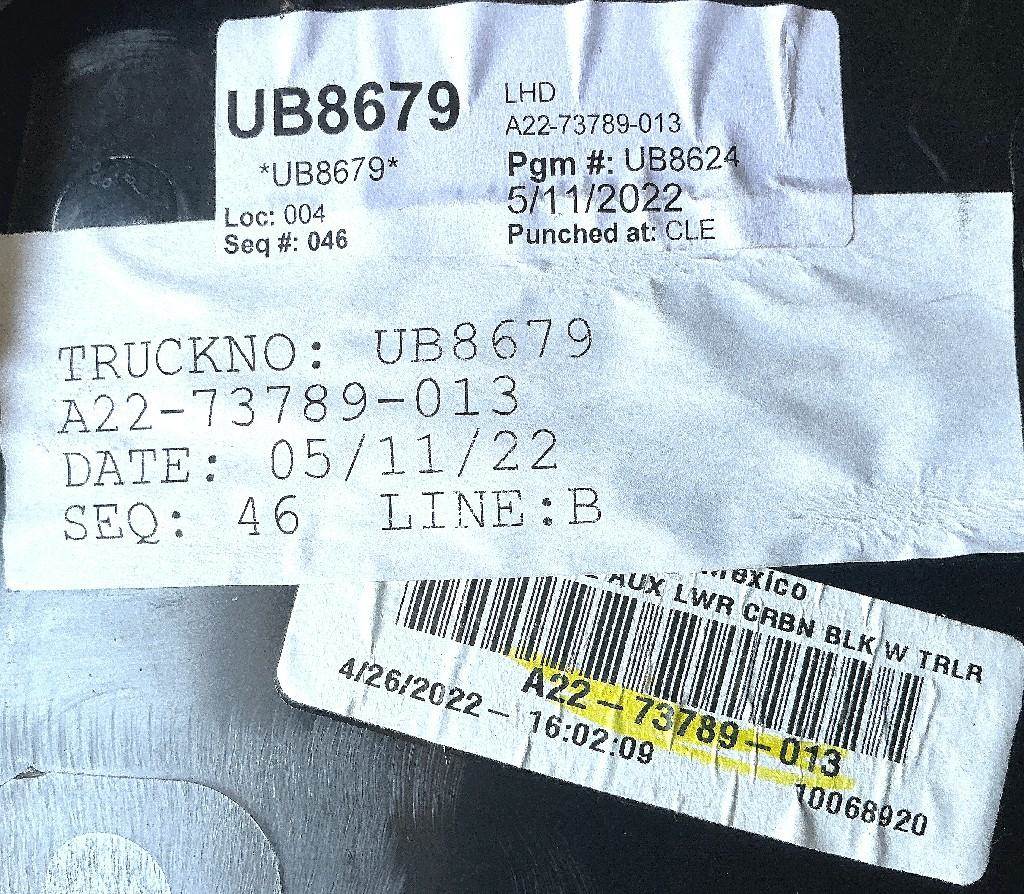 UB8679
*UB8679*
Loc: 004
Seq #: 046
LHD
A22-73789-013
Pgm #: UB8624
5/11/2022
Punched at: CLE
TRUCKNO: UB8679
A22-73789-013
DATE: 05/11/22
SEQ: 46 LINE:B
Mexico
AUX LWR CRBN BLK W TRLR
A22-73789-013
4/26/2022- 16:02:09
10068920